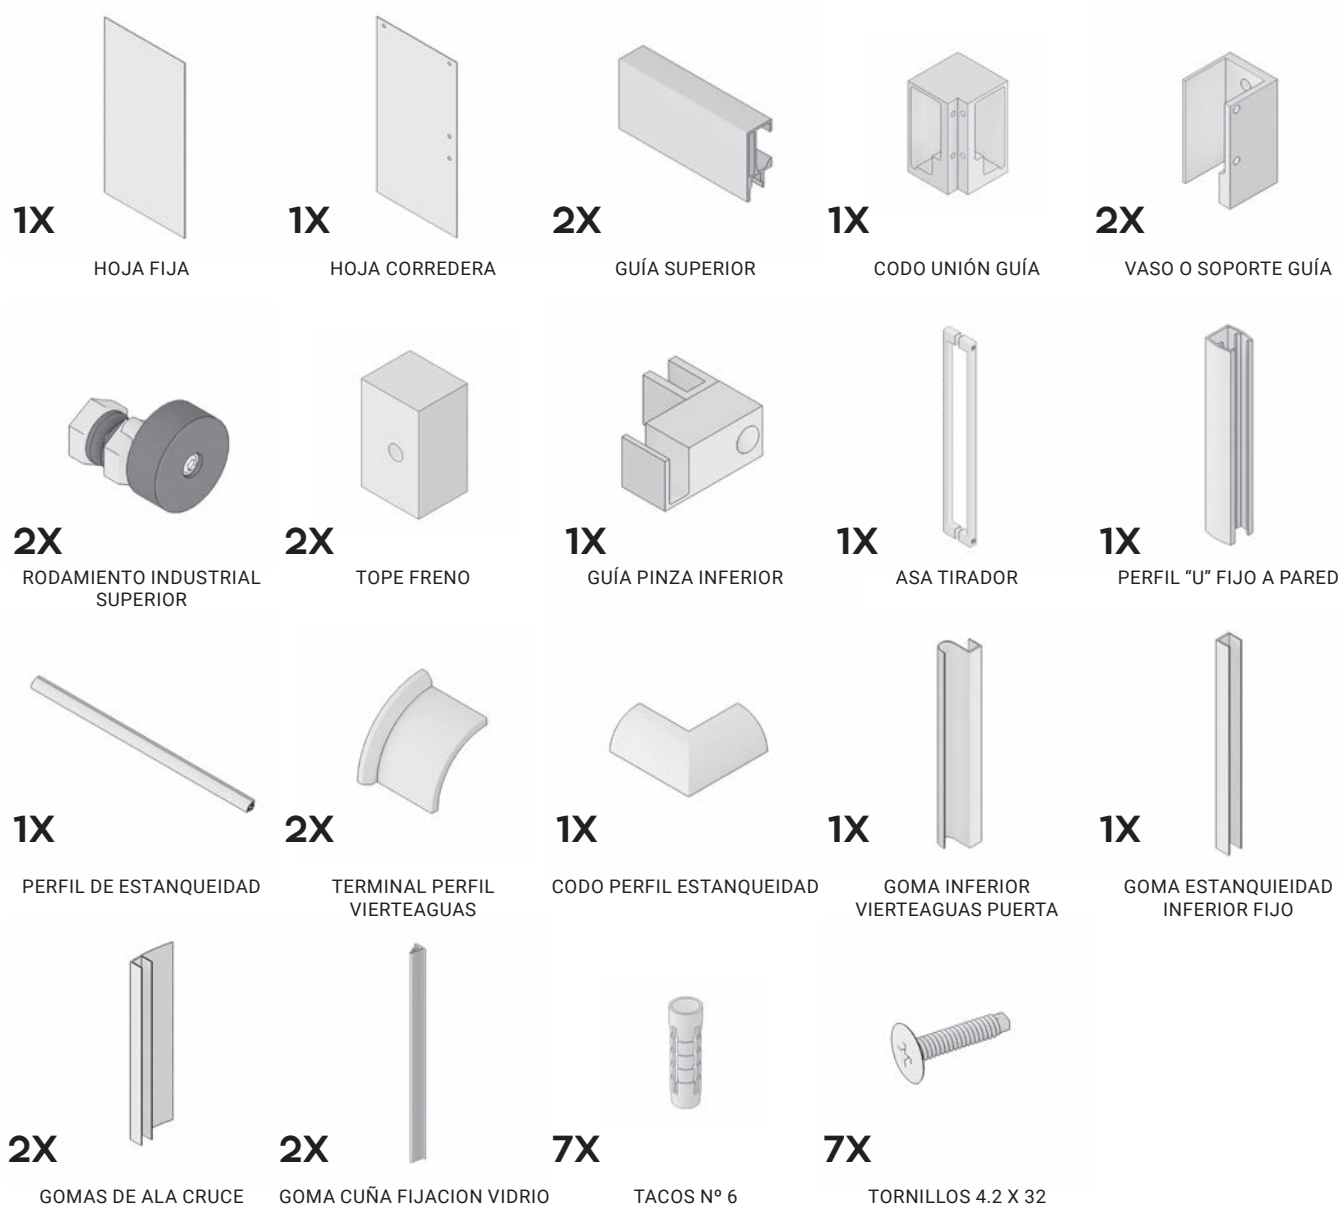 1X
HOJA FIJA
1X
HOJA CORREDERA
2X
GUÍA SUPERIOR
1X
CODO UNIÓN GUÍA
2X
VASO O SOPORTE GUÍA
2X
RODAMIENTO INDUSTRIAL
SUPERIOR
2X
TOPE FRENO
1X
GUÍA PINZA INFERIOR
1X
ASA TIRADOR
1X
PERFIL “U” FIJO A PARED
1X
PERFIL DE ESTANQUEIDAD
2X
TERMINAL PERFIL
VIERTEAGUAS
1X
CODO PERFIL ESTANQUEIDAD
1X
GOMA INFERIOR
VIERTEAGUAS PUERTA
1X
GOMA ESTANQUIEIDAD
INFERIOR FIJO
2X
GOMAS DE ALA CRUCE
2X
GOMA CUÑA FIJACION VIDRIO
7X
TACOS Nº 6
7X
TORNILLOS 4.2 X 32